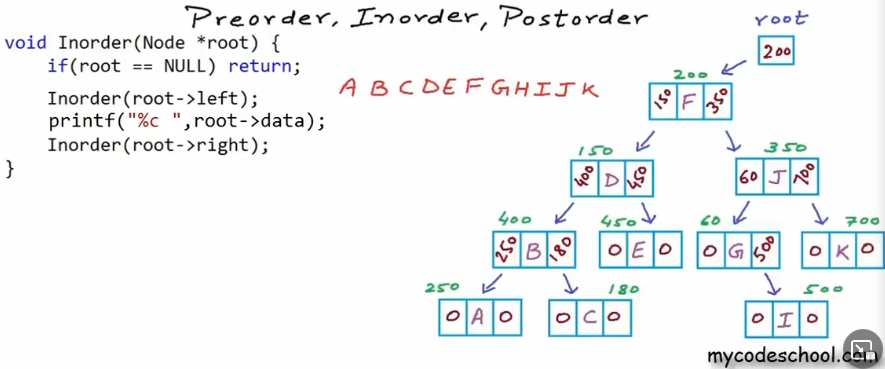 Preorder, Inorder, Postorder
root
200
void Inorder(Node *root) {
if(root == NULL) return;
Inorder(root->left);
printf("%c ",root->data);
Inorder(root->right);
}
A B C D E F G H I J K
200
150 F 350
150
400 D 450
350
60 J 700
400
250 B 180
450
0 E 0
60
0 G 500
700
0 K 0
250
0 A 0
180
0 C 0
500
0 I 0
mycodeschool.com